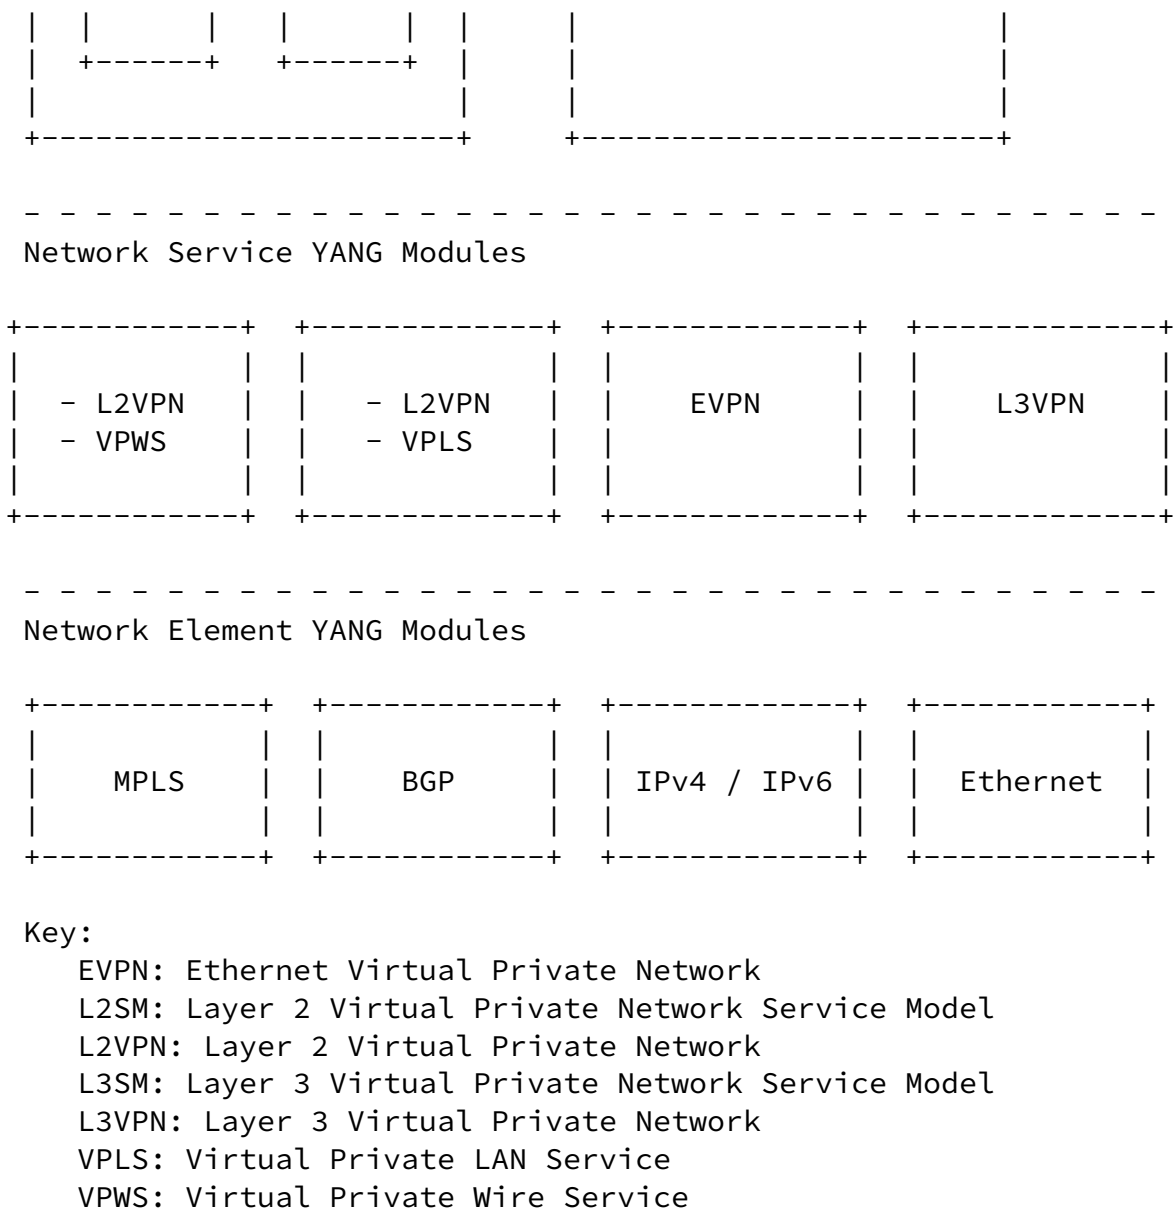 |  |      |  |      |  |     |                       |
|  +------+  +------+  |     |                       |
|                       |     |                       |
+-----------------------+     +-----------------------+
- - - - - - - - - - - - - - - - - - - - - - - - - - - - - - - -
Network Service YANG Modules
+------------+  +-------------+  +-------------+  +-------------+
|            |  |             |  |             |  |             |
|  - L2VPN   |  |   - L2VPN   |  |    EVPN     |  |    L3VPN    |
|  - VPWS    |  |   - VPLS    |  |             |  |             |
|            |  |             |  |             |  |             |
+------------+  +-------------+  +-------------+  +-------------+
- - - - - - - - - - - - - - - - - - - - - - - - - - - - - - - -
Network Element YANG Modules
+------------+  +------------+  +-------------+  +------------+
|            |  |            |  |             |  |            |
|    MPLS    |  |    BGP     |  | IPv4 / IPv6 |  |  Ethernet  |
|            |  |            |  |             |  |            |
+------------+  +------------+  +-------------+  +------------+
Key:
EVPN: Ethernet Virtual Private Network
L2SM: Layer 2 Virtual Private Network Service Model
L2VPN: Layer 2 Virtual Private Network
L3SM: Layer 3 Virtual Private Network Service Model
L3VPN: Layer 3 Virtual Private Network
VPLS: Virtual Private LAN Service
VPWS: Virtual Private Wire Service